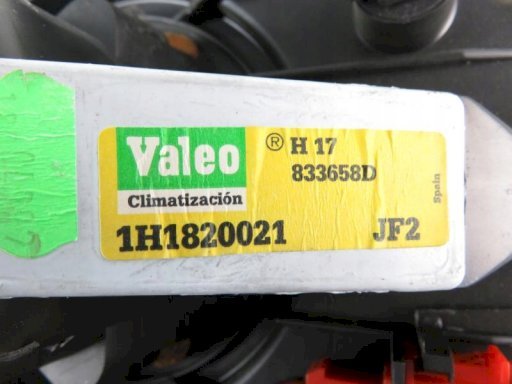 Valeo
Climatización
® H 17
833658D
Spain
1H1820021
JF2